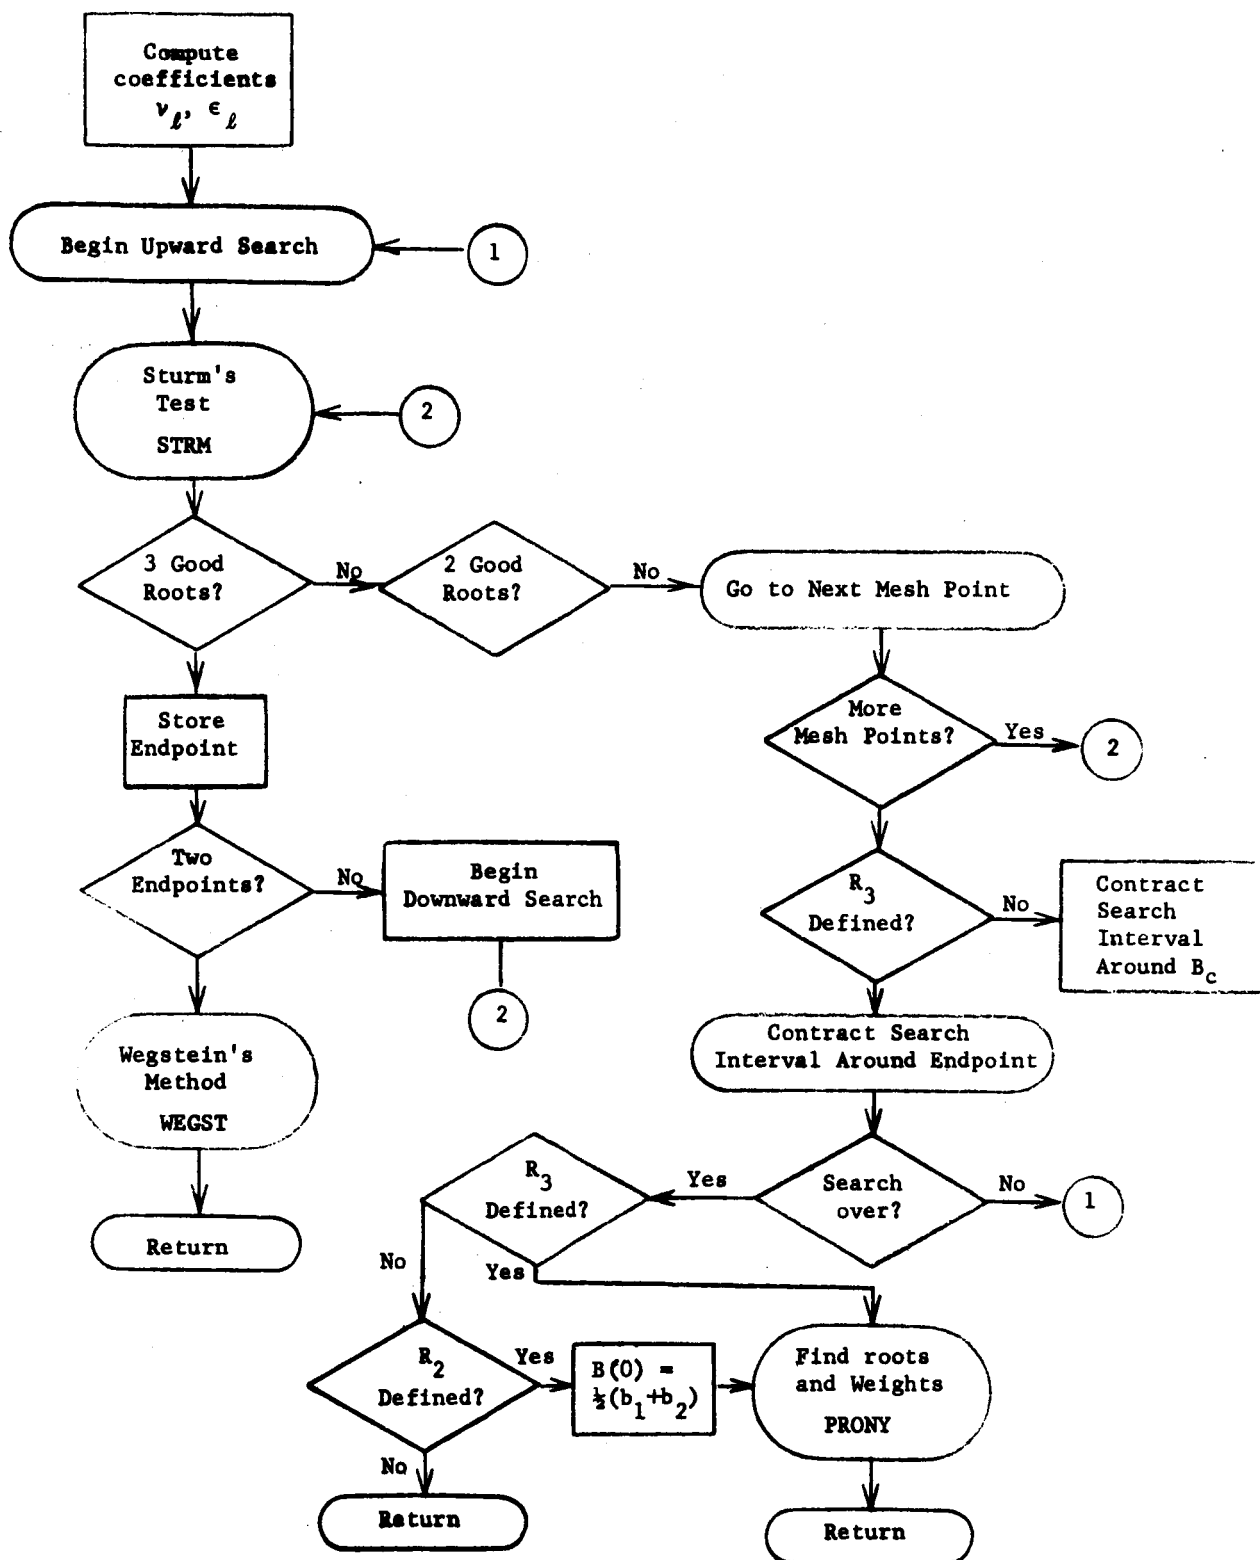 Compute
coefficients
ν_ℓ, ϵ_ℓ
Begin Upward Search
1
Sturm's
Test
STRM
2
3 Good
Roots?
No
2 Good
Roots?
No
Go to Next Mesh Point
Store
Endpoint
More
Mesh Points?
Yes
2
Two
Endpoints?
No
Begin
Downward Search
2
R_3
Defined?
No
Contract
Search
Interval
Around B_c
Wegstein's
Method
WEGST
Return
Contract Search
Interval Around Endpoint
Search
over?
No
1
Yes
R_3
Defined?
No
Yes
R_2
Defined?
Yes
B(0) =
½(b_1+b_2)
Find roots
and Weights
PRONY
No
Return
Return